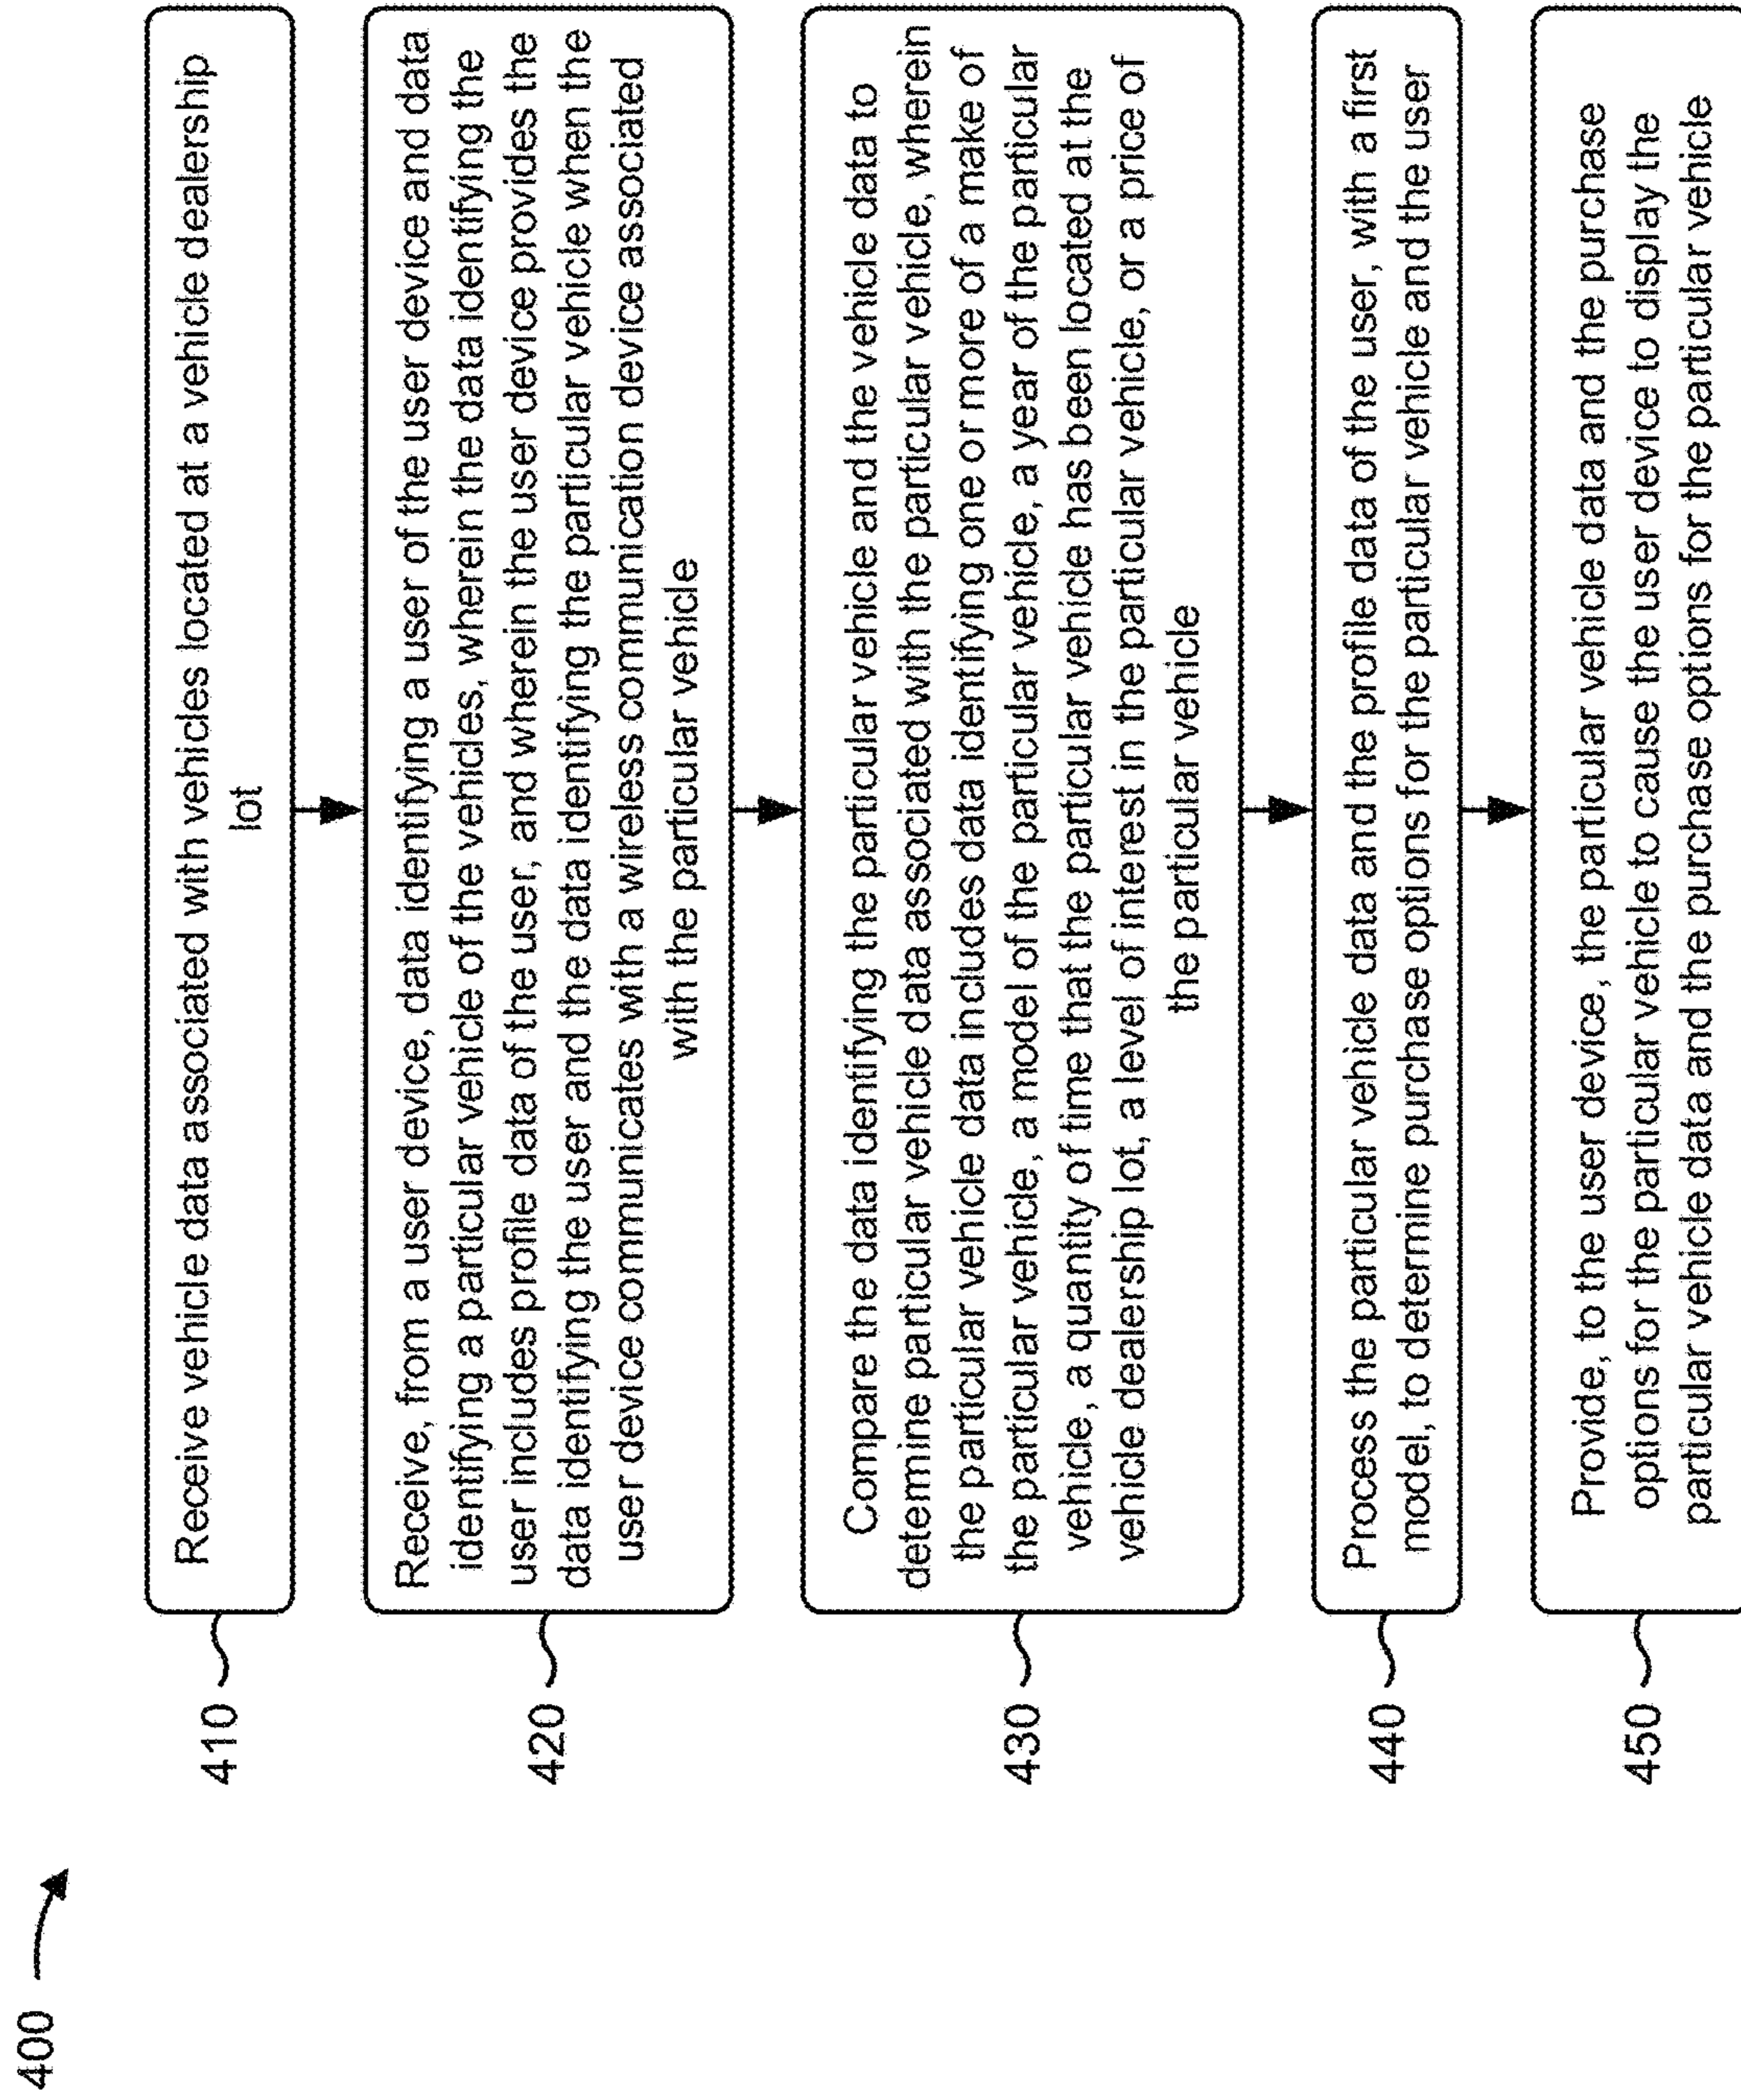 400
410
Receive vehicle data associated with vehicles located at a vehicle dealership
lot
420
Receive, from a user device, data identifying a user of the user device and data
identifying a particular vehicle of the vehicles, wherein the data identifying the
user includes profile data of the user, and wherein the user device provides the
data identifying the user and the data identifying the particular vehicle when the
user device communicates with a wireless communication device associated
with the particular vehicle
430
Compare the data identifying the particular vehicle and the vehicle data to
determine particular vehicle data associated with the particular vehicle, wherein
the particular vehicle data includes data identifying one or more of a make of
the particular vehicle, a model of the particular vehicle, a year of the particular
vehicle, a quantity of time that the particular vehicle has been located at the
vehicle dealership lot, a level of interest in the particular vehicle, or a price of
the particular vehicle
440
Process the particular vehicle data and the profile data of the user, with a first
model, to determine purchase options for the particular vehicle and the user
450
Provide, to the user device, the particular vehicle data and the purchase
options for the particular vehicle to cause the user device to display the
particular vehicle data and the purchase options for the particular vehicle